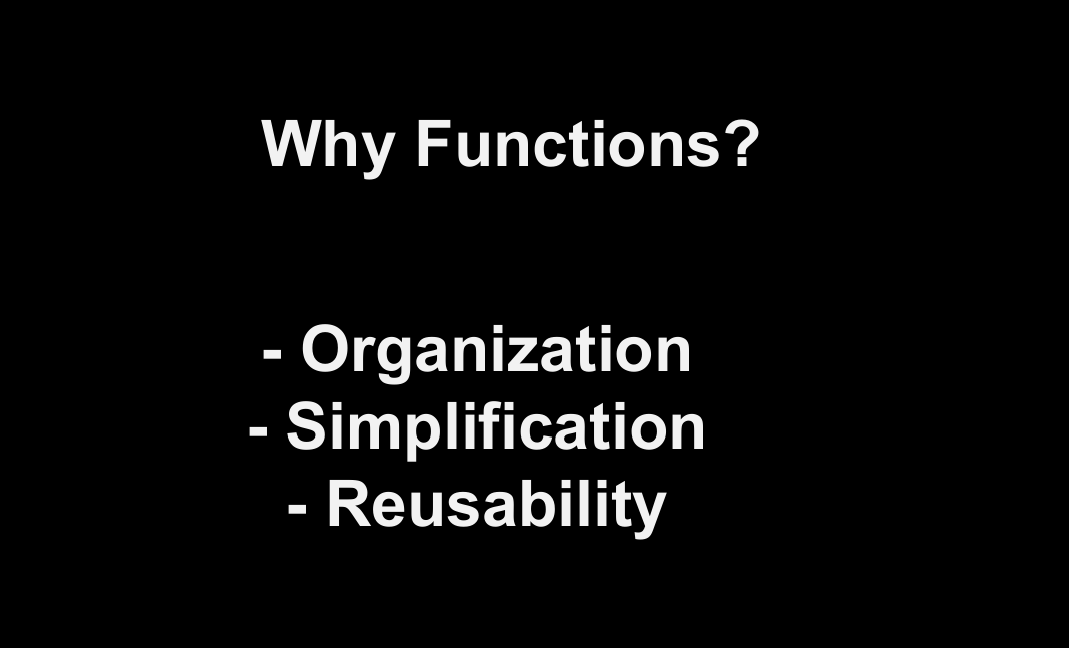 Why Functions?
- Organization
- Simplification
- Reusability